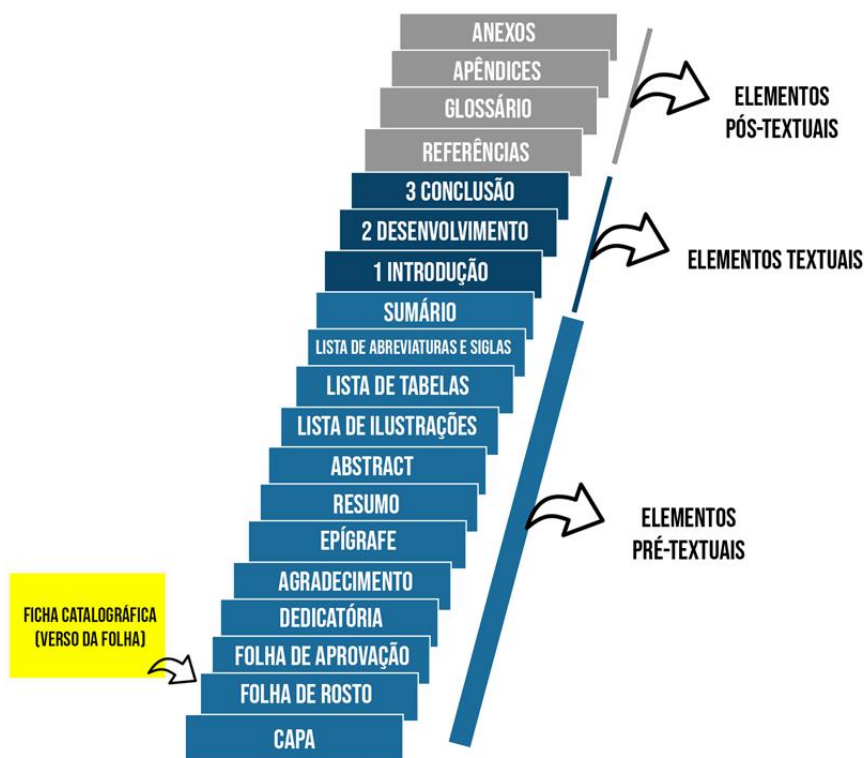 ANEXOS
APÊNDICES
GLOSSÁRIO
REFERÊNCIAS
ELEMENTOS
PÓS-TEXTUAIS
3 CONCLUSÃO
2 DESENVOLVIMENTO
1 INTRODUÇÃO
ELEMENTOS TEXTUAIS
SUMÁRIO
LISTA DE ABREVIATURAS E SIGLAS
LISTA DE TABELAS
LISTA DE ILUSTRAÇÕES
ABSTRACT
RESUMO
EPÍGRAFE
AGRADECIMENTO
DEDICATÓRIA
FOLHA DE APROVAÇÃO
FOLHA DE ROSTO
CAPA
ELEMENTOS
PRÉ-TEXTUAIS
FICHA CATALOGRÁFICA
(VERSO DA FOLHA)